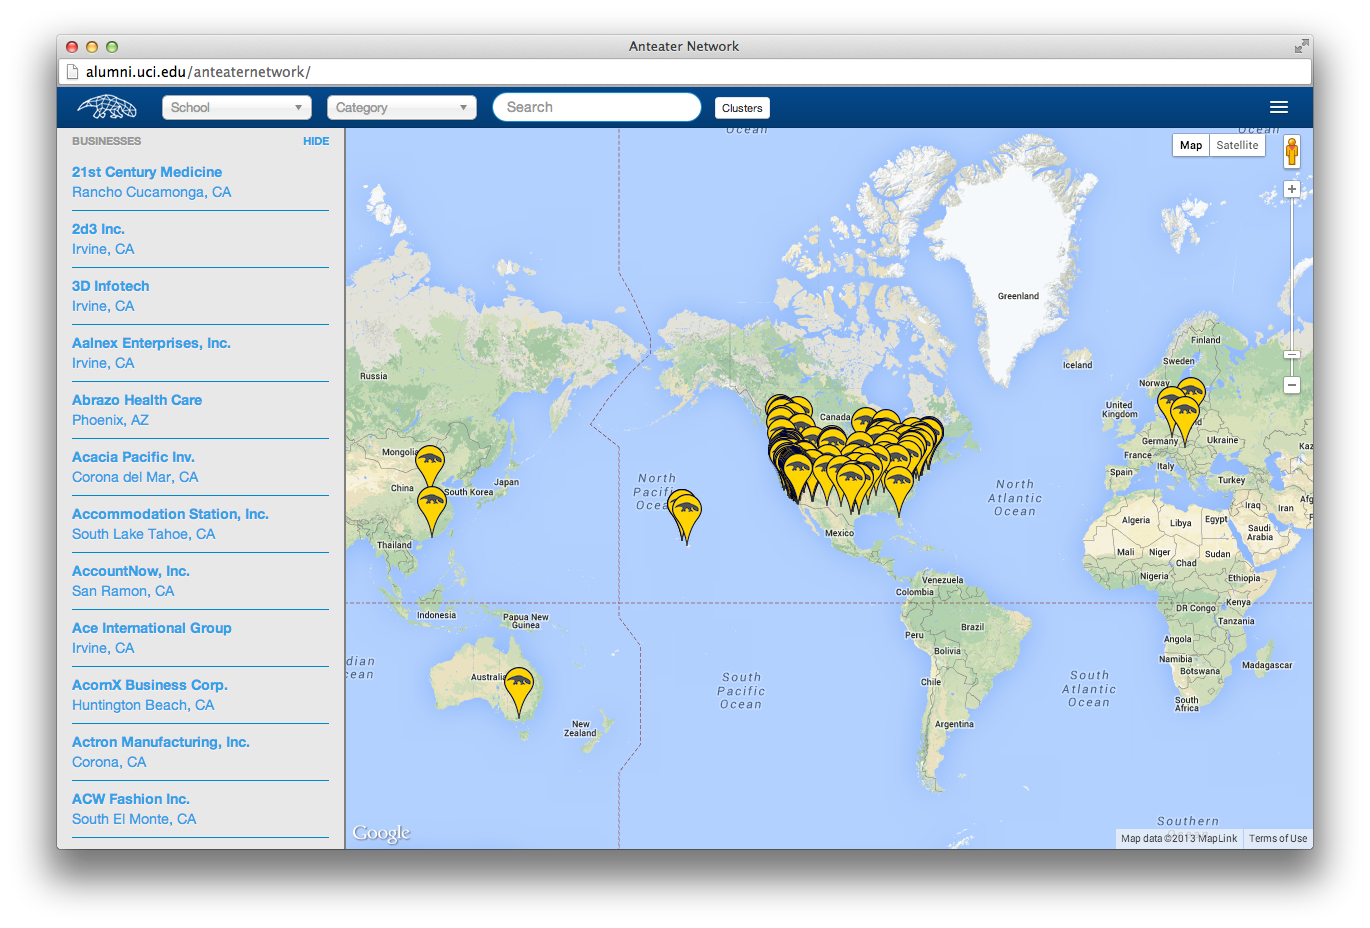 Anteater Network
alumni.uci.edu/anteaternetwork/
School
Category
Search
Clusters
BUSINESSES
HIDE
21st Century Medicine
Rancho Cucamonga, CA
2d3 Inc.
Irvine, CA
3D Infotech
Irvine, CA
Aalnex Enterprises, Inc.
Irvine, CA
Abrazo Health Care
Phoenix, AZ
Acacia Pacific Inv.
Corona del Mar, CA
Accommodation Station, Inc.
South Lake Tahoe, CA
AccountNow, Inc.
San Ramon, CA
Ace International Group
Irvine, CA
AcornX Business Corp.
Huntington Beach, CA
Actron Manufacturing, Inc.
Corona, CA
ACW Fashion Inc.
South El Monte, CA
Ocean
Ocean
Map
Satellite
Greenland
Iceland
Finland
Sweden
Norway
United
Kingdom
Russia
Canada
Germany
Ukraine
Kaz
France
Italy
Spain
Turkey
Mongolia
China
South Korea
Japan
North
Pacific
Ocean
North
Atlantic
Ocean
Iraq
Iran
Afg
Algeria
Libya
Egypt
Saudi
Arabia
Mexico
Thailand
Mali
Niger
Chad
Sudan
Nigeria
Ethiopia
Venezuela
Colombia
DR Congo
Kenya
Tanzania
Indonesia
Papua New
Guinea
Brazil
Peru
Bolivia
Angola
Namibia
Botswana
Madagascar
dian
cean
Australia
South
Pacific
Ocean
Chile
South
Atlantic
Ocean
South
Africa
New
Zealand
Argentina
Southern
Google
Map data ©2013 MapLink
Terms of Use